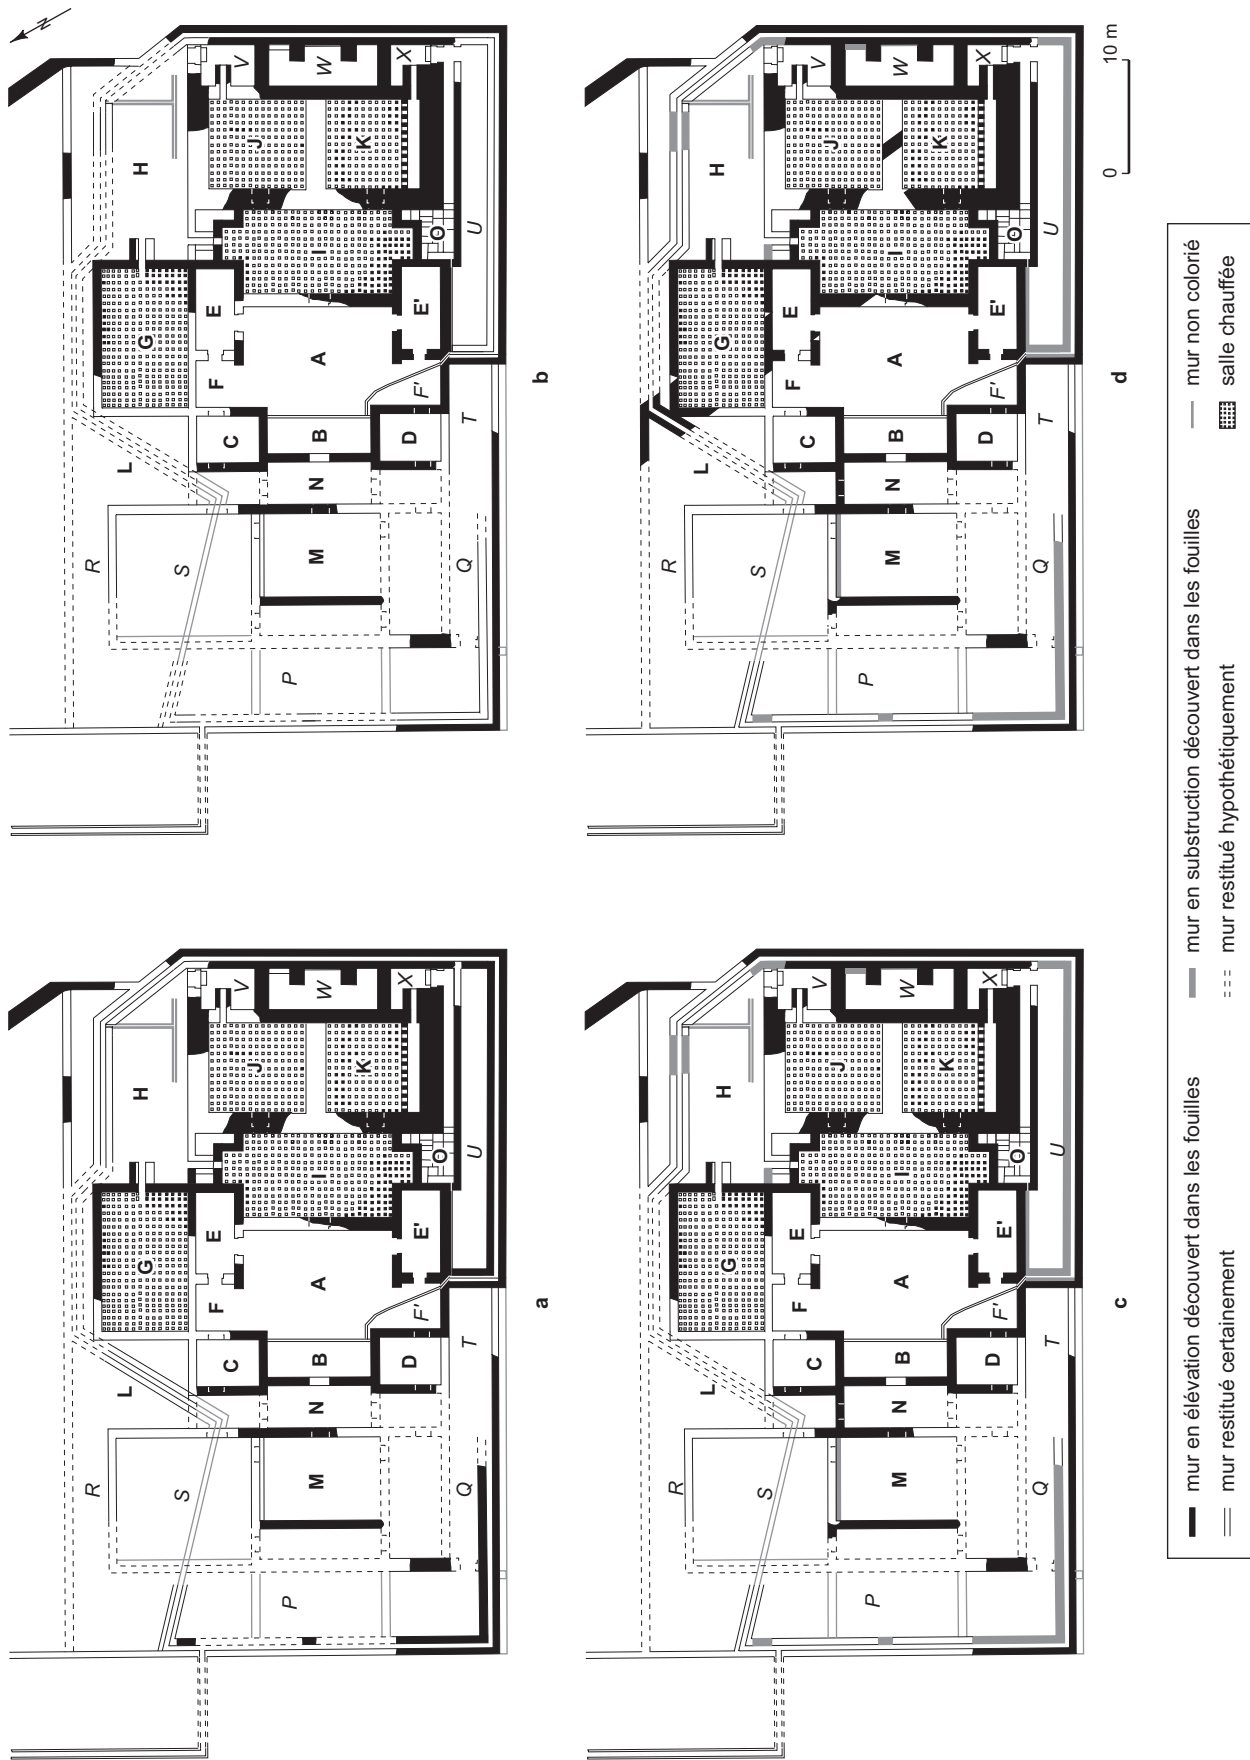 N
R L G H
S C F E J V
P M N B A I K W
D F' E' O X
Q T U
a
R L G H
S C F E J V
P M N B A I K W
D F' E' O X
Q T U
b
R L G H
S C F E J V
P M N B A I K W
D F' E' O X
Q T U
c
R L G H
S C F E J V
P M N B A I K W
D F' E' O X
Q T U
d
0 10 m
mur en élévation découvert dans les fouilles
mur en substruction découvert dans les fouilles
mur non colorié
mur restitué certainement
mur restitué hypothétiquement
salle chauffée